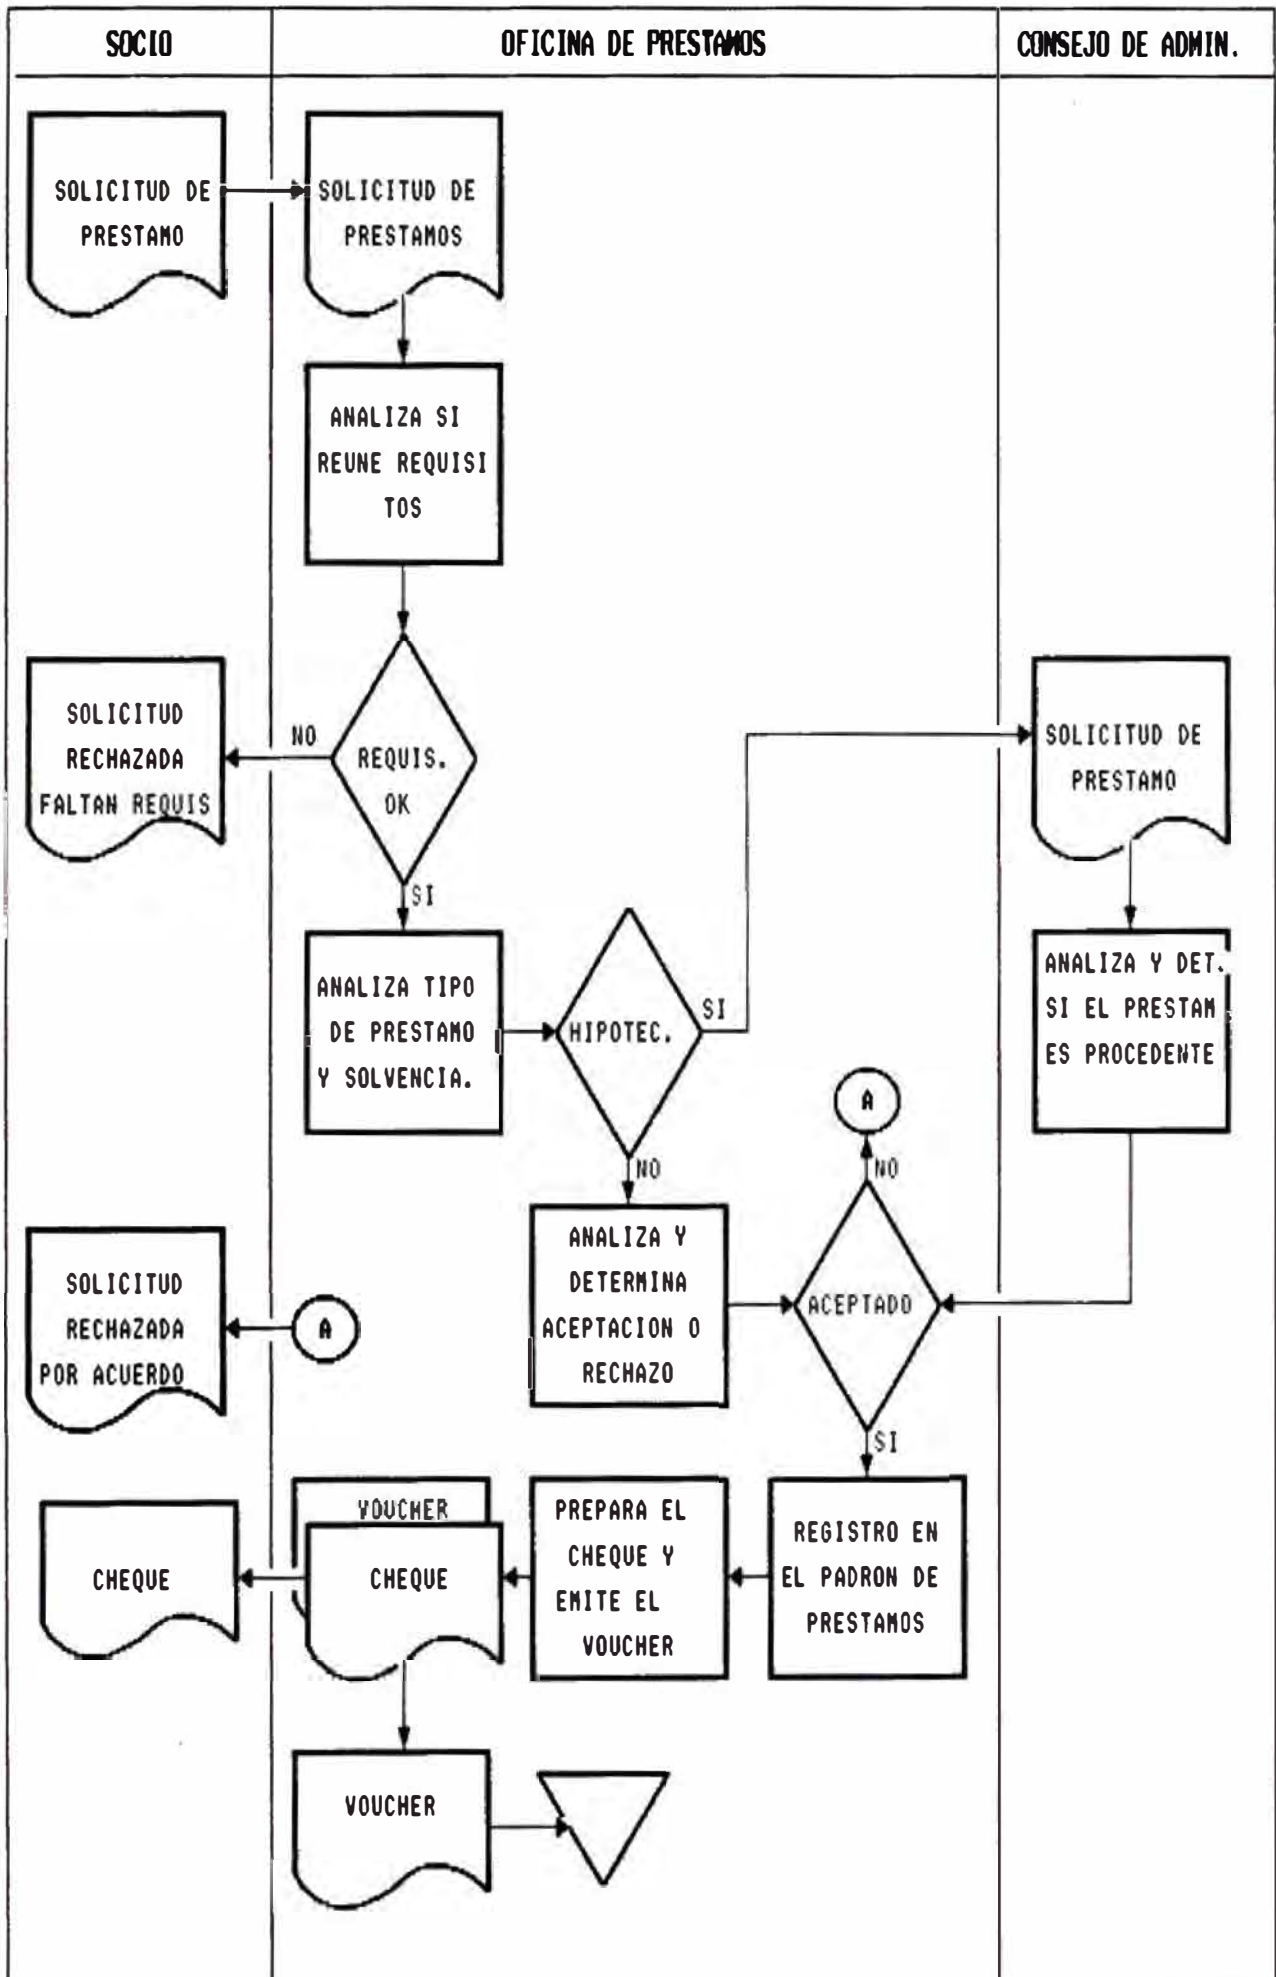 SOCIO
OFICINA DE PRESTAMOS
CONSEJO DE ADMIN.
SOLICITUD DE
PRESTAMO
SOLICITUD DE
PRESTAMOS
ANALIZA SI
REUNE REQUISI
TOS
REQUIS.
OK
NO
SI
SOLICITUD
RECHAZADA
FALTAN REQUIS
ANALIZA TIPO
DE PRESTAMO
Y SOLVENCIA.
HIPOTEC.
SI
NO
SOLICITUD DE
PRESTAMO
ANALIZA Y DET.
SI EL PRESTAM
ES PROCEDENTE
ANALIZA Y
DETERMINA
ACEPTACION O
RECHAZO
A
NO
ACEPTADO
SI
SOLICITUD
RECHAZADA
POR ACUERDO
A
REGISTRO EN
EL PADRON DE
PRESTAMOS
PREPARA EL
CHEQUE Y
EMITE EL
VOUCHER
VOUCHER
CHEQUE
CHEQUE
VOUCHER